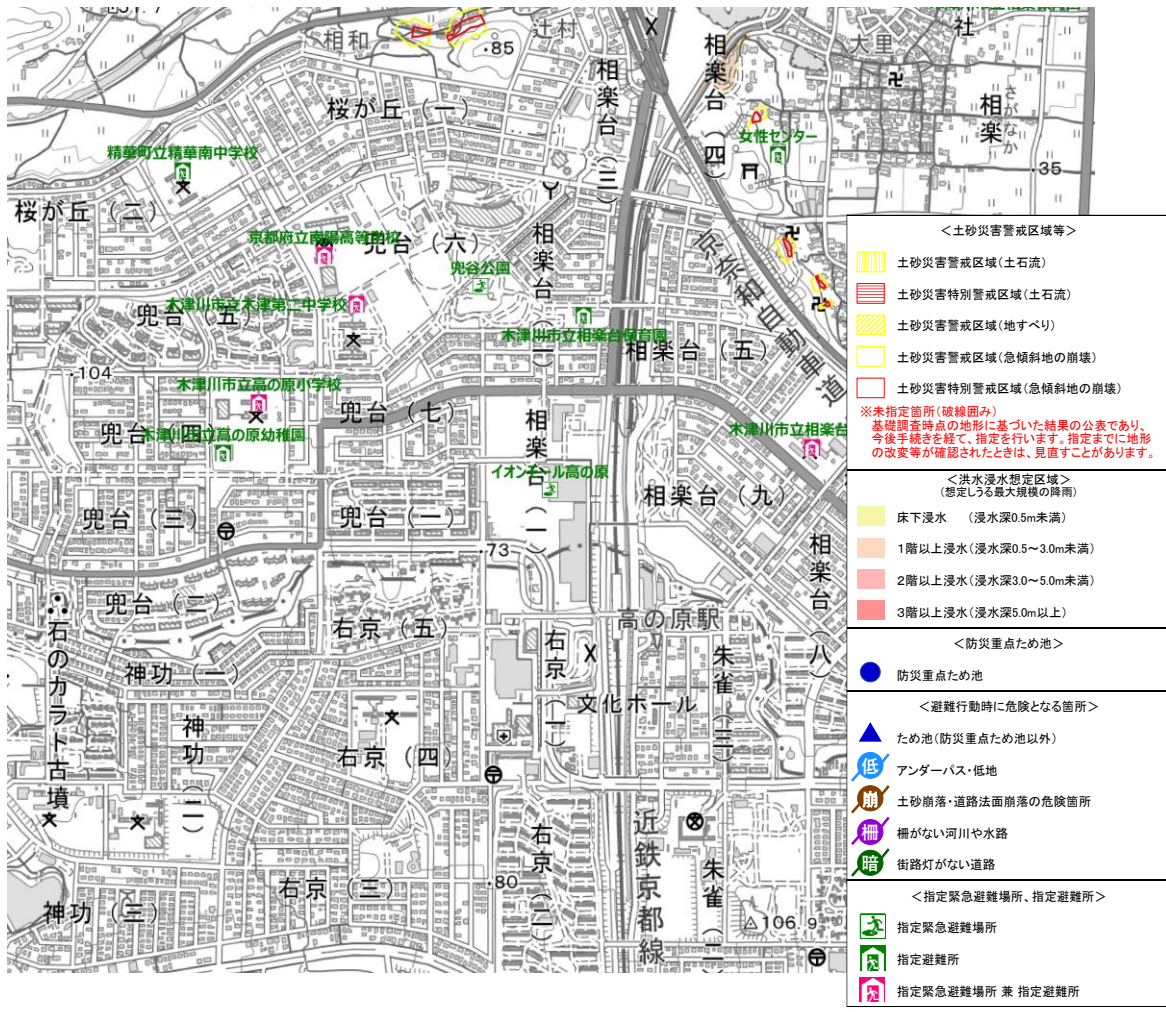 相和
辻村
・85
相楽台(三)
相楽台(四)
大里
社
相楽
さがなか
桜が丘(一)
女性センター
精華町立精華南中学校
・35
桜が丘(二)
京都府立南陽高等学校
兜台(六)
相楽台(二)
京奈和自動車道
兜谷公園
木津川市立木津第二中学校
兜台(五)
木津川市立相楽台保育園
相楽台(五)
・104
木津川市立高の原小学校
兜台(七)
兜台(四)
木津川市立高の原幼稚園
相楽台(一)
木津川市立相楽台
イオンモール高の原
相楽台(九)
兜台(三)
兜台(一)
・73
相楽台(八)
兜台(二)
石のカラト古墳
右京(五)
高の原駅
神功(一)
右京(一)
朱雀(三)
文化ホール
神功(二)
右京(四)
近鉄京都線
右京(二)
朱雀(二)
右京(三)
・80
神功(三)
△106.9
<土砂災害警戒区域等>
土砂災害警戒区域(土石流)
土砂災害特別警戒区域(土石流)
土砂災害警戒区域(地すべり)
土砂災害警戒区域(急傾斜地の崩壊)
土砂災害特別警戒区域(急傾斜地の崩壊)
※未指定箇所(破線囲み)
基礎調査時点の地形に基づいた結果の公表であり、
今後手続きを経て、指定を行います。指定までに地形
の改変等が確認されたときは、見直すことがあります。
<洪水浸水想定区域>
(想定しうる最大規模の降雨)
床下浸水 (浸水深0.5m未満)
1階以上浸水(浸水深0.5~3.0m未満)
2階以上浸水(浸水深3.0~5.0m未満)
3階以上浸水(浸水深5.0m以上)
<防災重点ため池>
防災重点ため池
<避難行動時に危険となる箇所>
ため池(防災重点ため池以外)
低 アンダーパス・低地
崩 土砂崩落・道路法面崩落の危険箇所
柵 柵がない河川や水路
暗 街路灯がない道路
<指定緊急避難場所、指定避難所>
指定緊急避難場所
指定避難所
指定緊急避難場所 兼 指定避難所